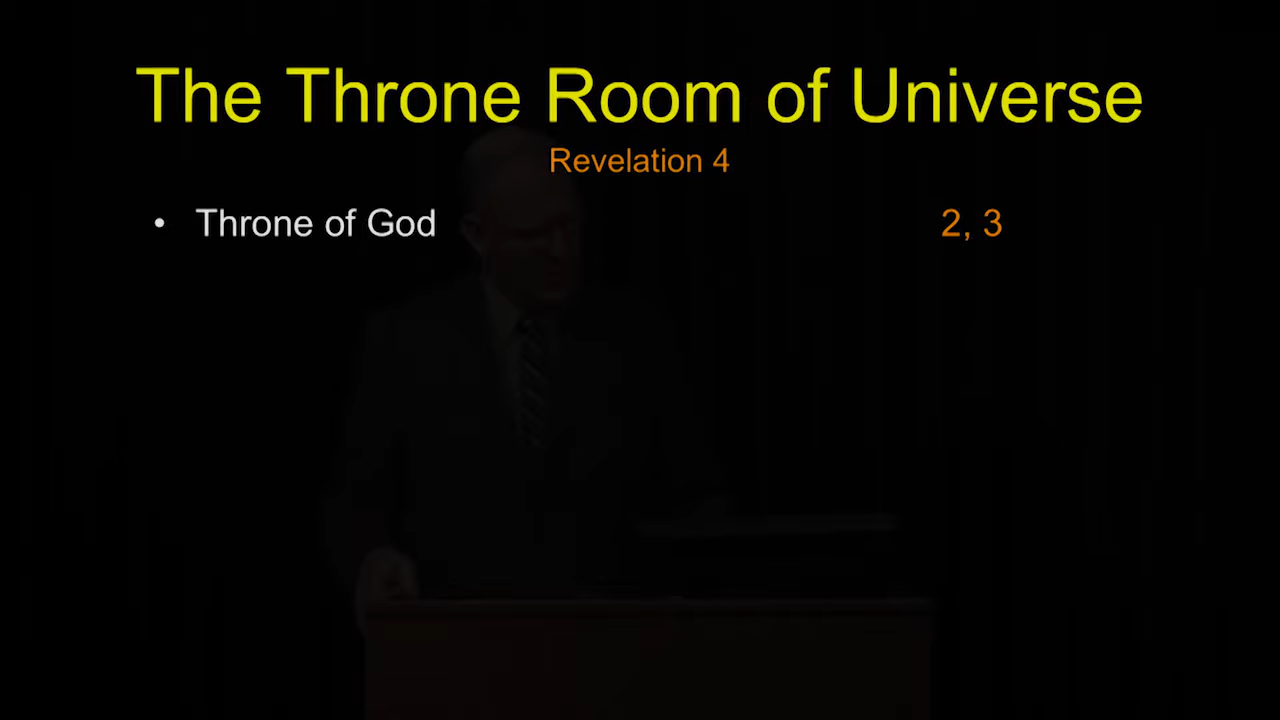 The Throne Room of Universe
Revelation 4
• Throne of God 2, 3